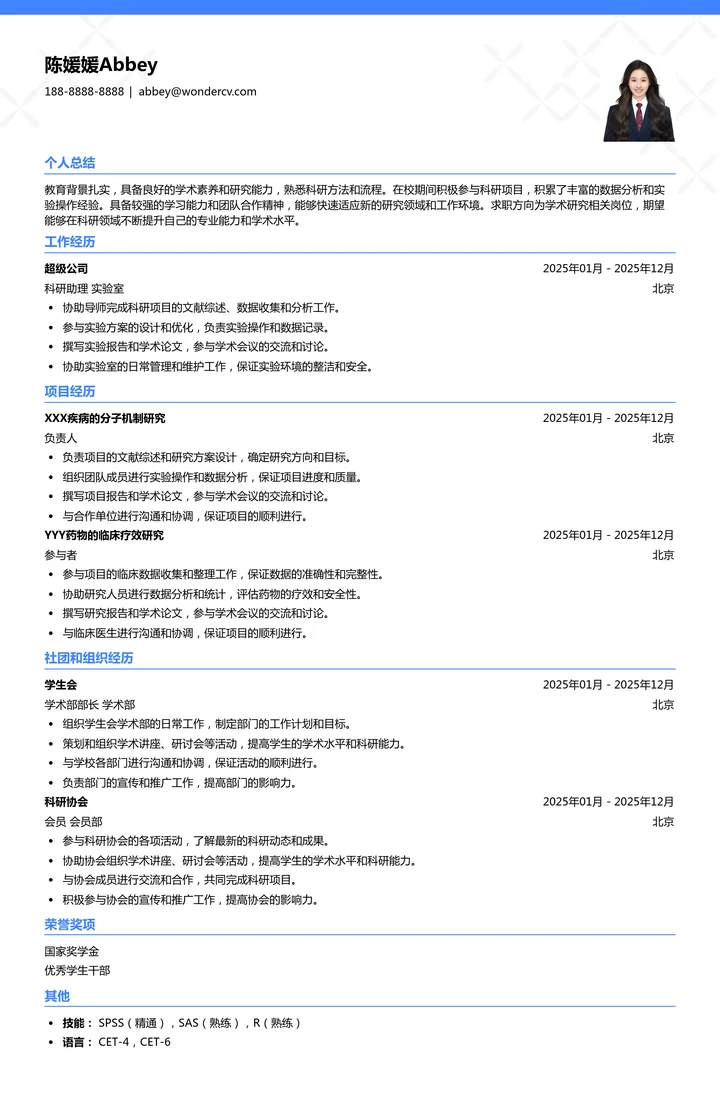 陈媛媛Abbey
188-8888-8888 | abbey@wondercv.com
个人总结
教育背景扎实，具备良好的学术素养和研究能力，熟悉科研方法和流程。在校期间积极参与科研项目，积累了丰富的数据分析和实
验操作经验。具备较强的学习能力和团队合作精神，能够快速适应新的研究领域和工作环境。求职方向为学术研究相关岗位，期望
能够在科研领域不断提升自己的专业能力和学术水平。
工作经历
超级公司 2025年01月 - 2025年12月
科研助理 实验室 北京
• 协助导师完成科研项目的文献综述、数据收集和分析工作。
• 参与实验方案的设计和优化，负责实验操作和数据记录。
• 撰写实验报告和学术论文，参与学术会议的交流和讨论。
• 协助实验室的日常管理和维护工作，保证实验环境的整洁和安全。
项目经历
XXX疾病的分子机制研究 2025年01月 - 2025年12月
负责人 北京
• 负责项目的文献综述和研究方案设计，确定研究方向和目标。
• 组织团队成员进行实验操作和数据分析，保证项目进度和质量。
• 撰写项目报告和学术论文，参与学术会议的交流和讨论。
• 与合作单位进行沟通和协调，保证项目的顺利进行。
YYY药物的临床疗效研究 2025年01月 - 2025年12月
参与者 北京
• 参与项目的临床数据收集和整理工作，保证数据的准确性和完整性。
• 协助研究人员进行数据分析和统计，评估药物的疗效和安全性。
• 撰写研究报告和学术论文，参与学术会议的交流和讨论。
• 与临床医生进行沟通和协调，保证项目的顺利进行。
社团和组织经历
学生会 2025年01月 - 2025年12月
学术部部长 学术部 北京
• 组织学生会学术部的日常工作，制定部门的工作计划和目标。
• 策划和组织学术讲座、研讨会等活动，提高学生的学术水平和科研能力。
• 与学校各部门进行沟通和协调，保证活动的顺利进行。
• 负责部门的宣传和推广工作，提高部门的影响力。
科研协会 2025年01月 - 2025年12月
会员 会员部 北京
• 参与科研协会的各项活动，了解最新的科研动态和成果。
• 协助协会组织学术讲座、研讨会等活动，提高学生的学术水平和科研能力。
• 与协会成员进行交流和合作，共同完成科研项目。
• 积极参与协会的宣传和推广工作，提高协会的影响力。
荣誉奖项
国家奖学金
优秀学生干部
其他
• 技能： SPSS（精通），SAS（熟练），R（熟练）
• 语言： CET-4，CET-6